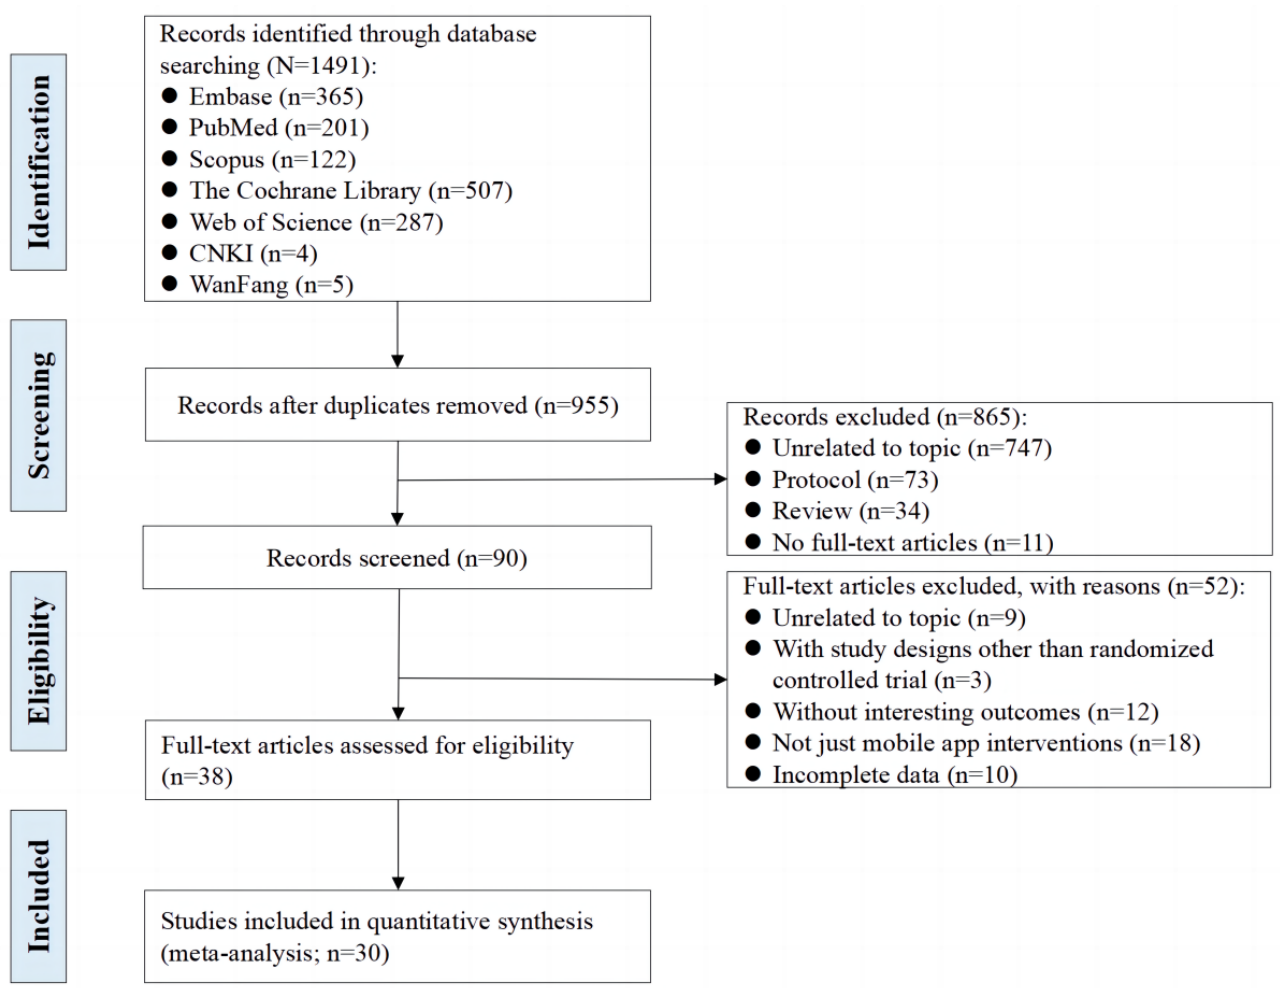 Identification
Records identified through database
searching (N=1491):
● Embase (n=365)
● PubMed (n=201)
● Scopus (n=122)
● The Cochrane Library (n=507)
● Web of Science (n=287)
● CNKI (n=4)
● WanFang (n=5)
Screening
Records after duplicates removed (n=955)
Records excluded (n=865):
● Unrelated to topic (n=747)
● Protocol (n=73)
● Review (n=34)
● No full-text articles (n=11)
Records screened (n=90)
Eligibility
Full-text articles excluded, with reasons (n=52):
● Unrelated to topic (n=9)
● With study designs other than randomized
controlled trial (n=3)
● Without interesting outcomes (n=12)
● Not just mobile app interventions (n=18)
● Incomplete data (n=10)
Full-text articles assessed for eligibility
(n=38)
Included
Studies included in quantitative synthesis
(meta-analysis; n=30)